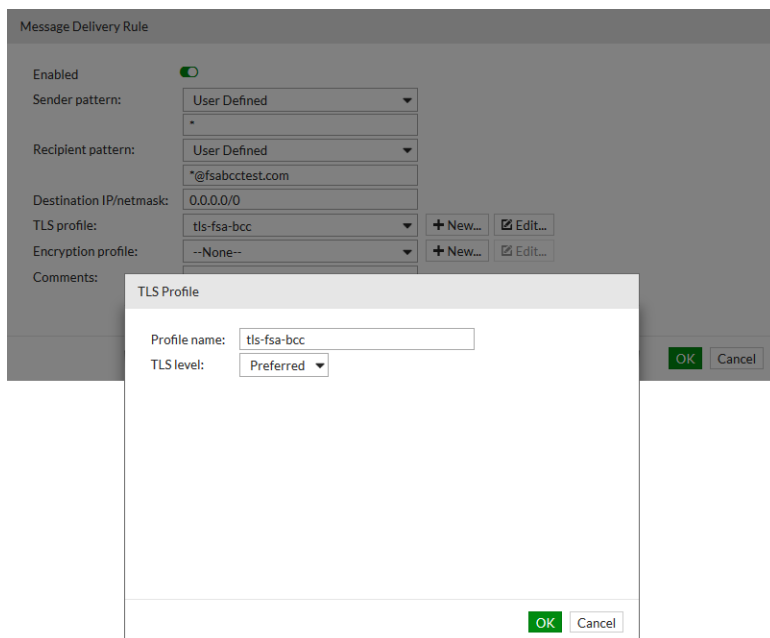 Message Delivery Rule
Enabled
Sender pattern: User Defined
*
Recipient pattern: User Defined
*@fsabcctest.com
Destination IP/netmask: 0.0.0.0/0
TLS profile: tls-fsa-bcc + New... Edit...
Encryption profile: --None-- + New... Edit...
Comments:
OK Cancel
TLS Profile
Profile name: tls-fsa-bcc
TLS level: Preferred
OK Cancel